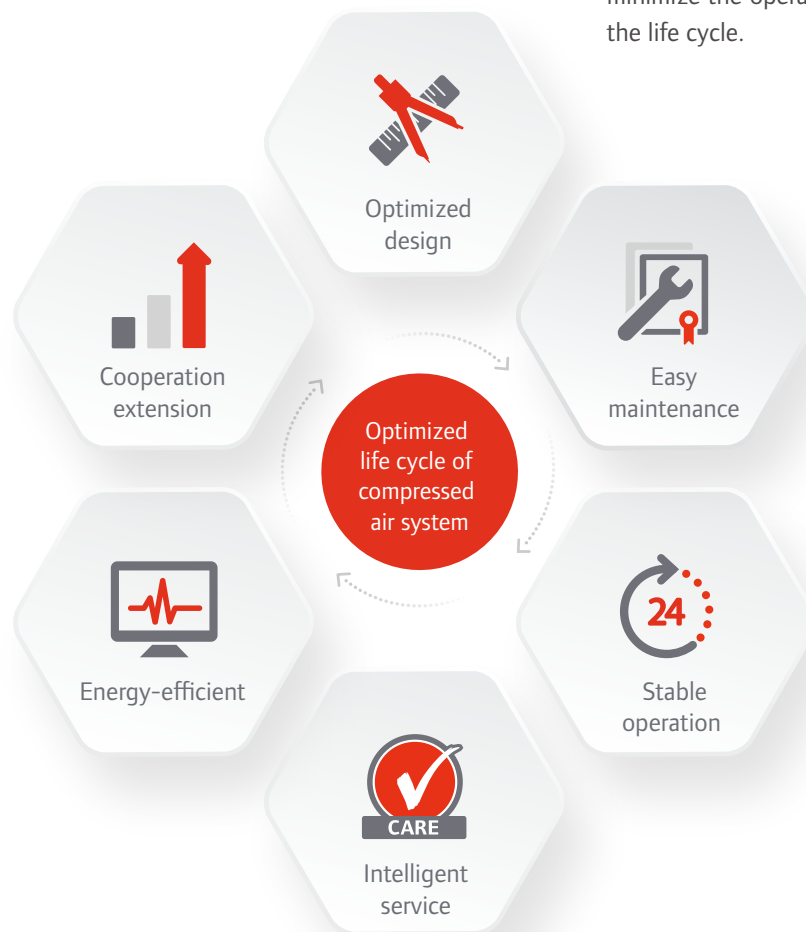 the life cycle.
Optimized
design
Cooperation
extension
Easy
maintenance
Optimized
life cycle of
compressed
air system
Energy-efficient
24
Stable
operation
CARE
Intelligent
service